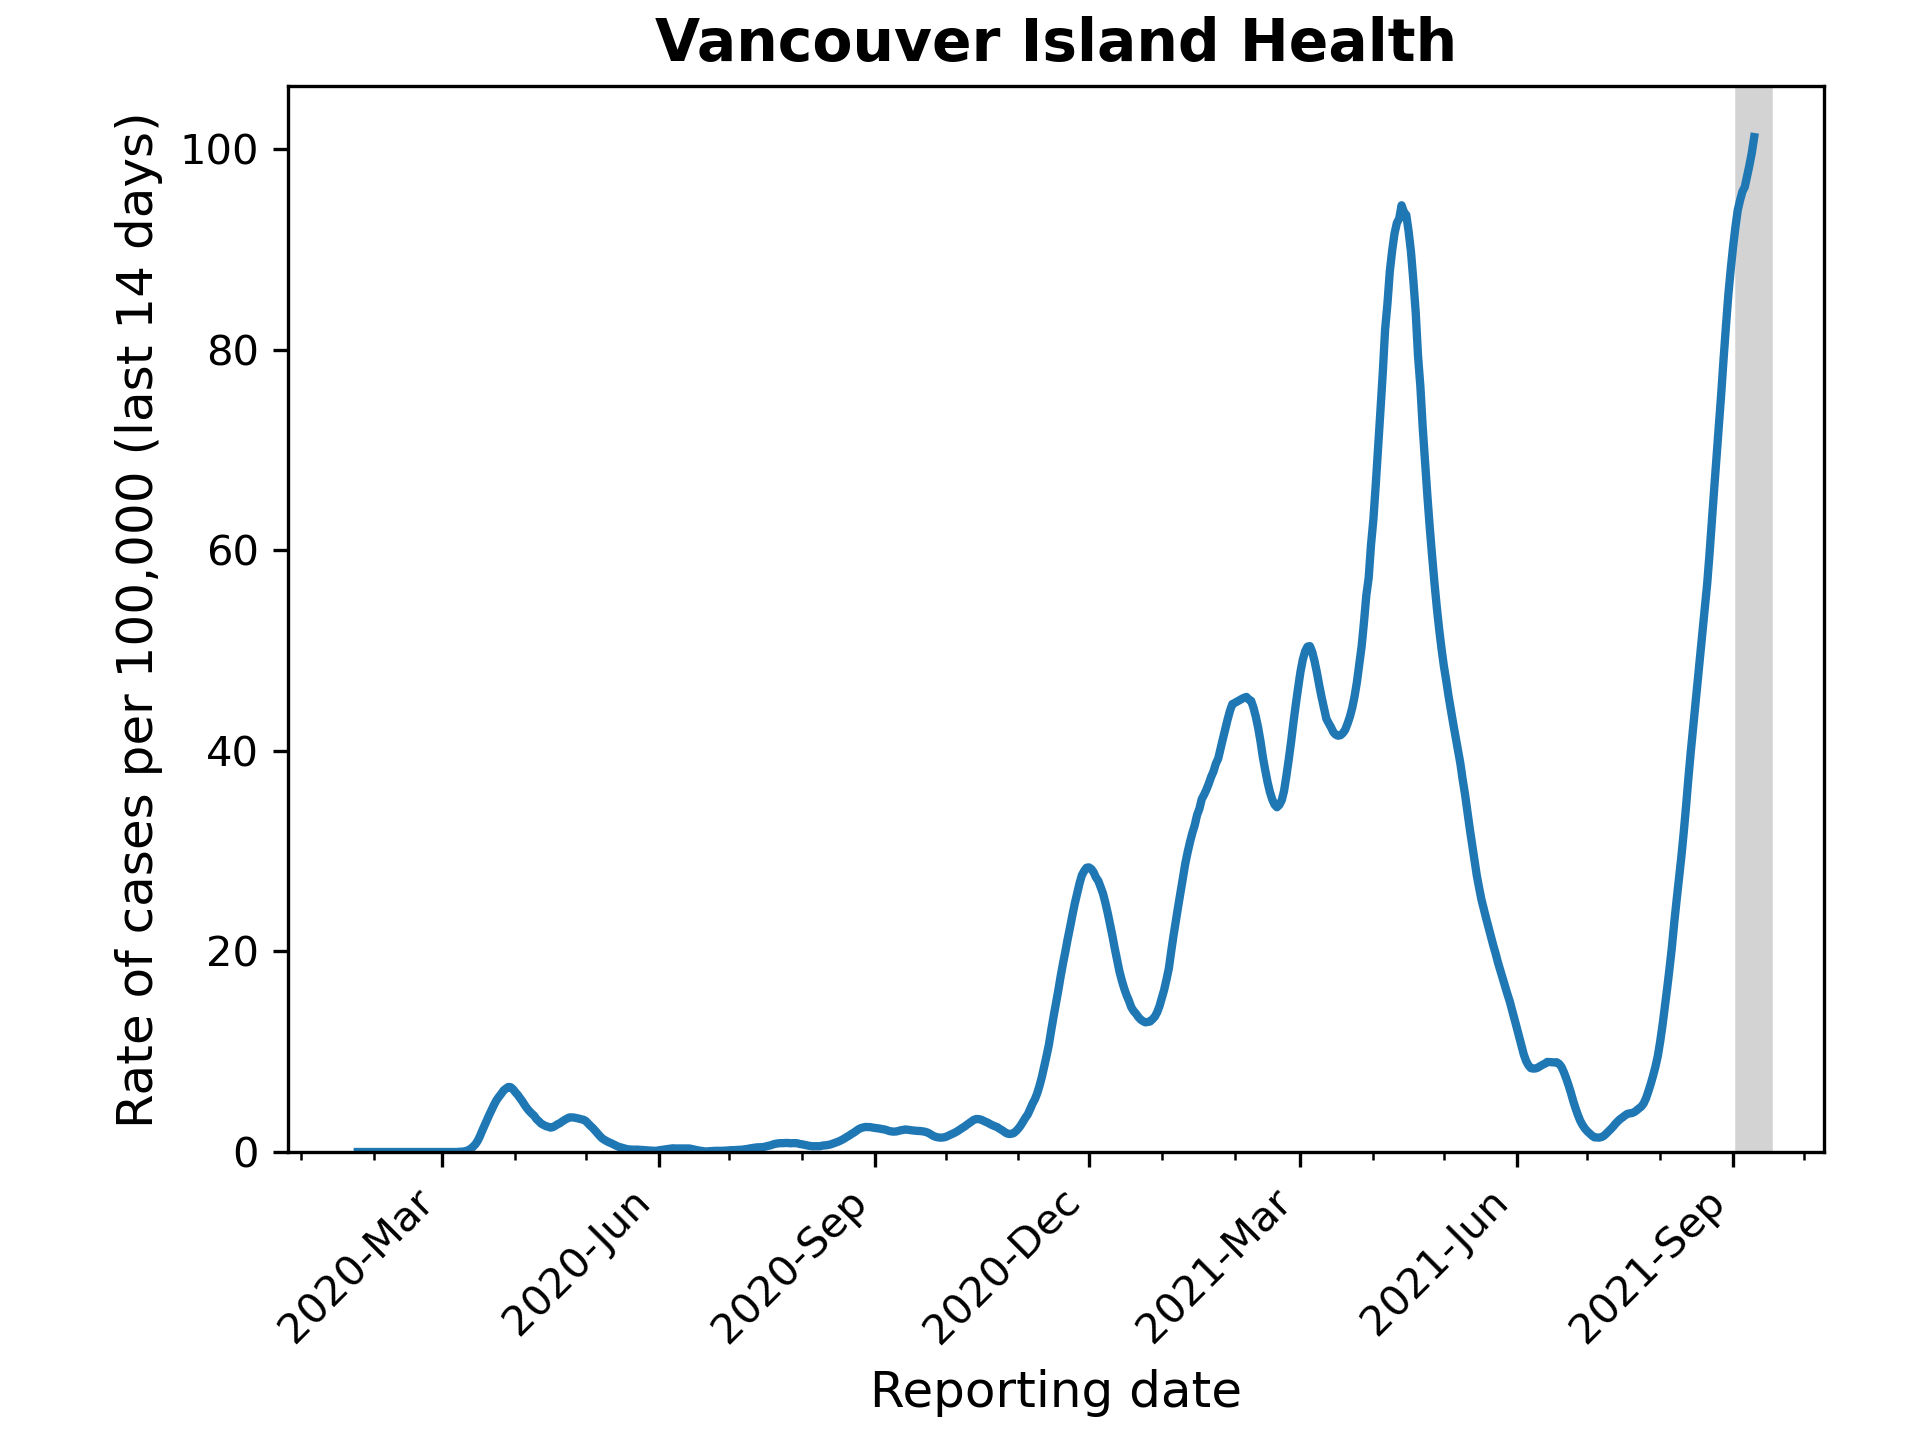 Vancouver Island Health
Rate of cases per 100,000 (last 14 days)
100
80
60
40
20
0
2020-Mar
2020-Jun
2020-Sep
2020-Dec
2021-Mar
2021-Jun
2021-Sep
Reporting date